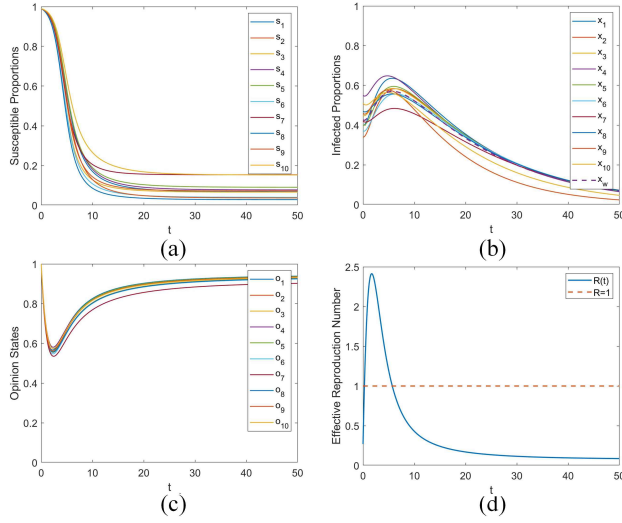 Susceptible Proportions
1
0.8
0.6
0.4
0.2
0
0 10 20 30 40 50
t
s1
s2
s3
s4
s5
s6
s7
s8
s9
s10
(a)
Infected Proportions
1
0.8
0.6
0.4
0.2
0
0 10 20 30 40 50
t
x1
x2
x3
x4
x5
x6
x7
x8
x9
x10
xw
(b)
Opinion States
1
0.8
0.6
0.4
0.2
0
0 10 20 30 40 50
t
o1
o2
o3
o4
o5
o6
o7
o8
o9
o10
(c)
Effective Reproduction Number
2.5
2
1.5
1
0.5
0
0 10 20 30 40 50
t
R(t)
R=1
(d)